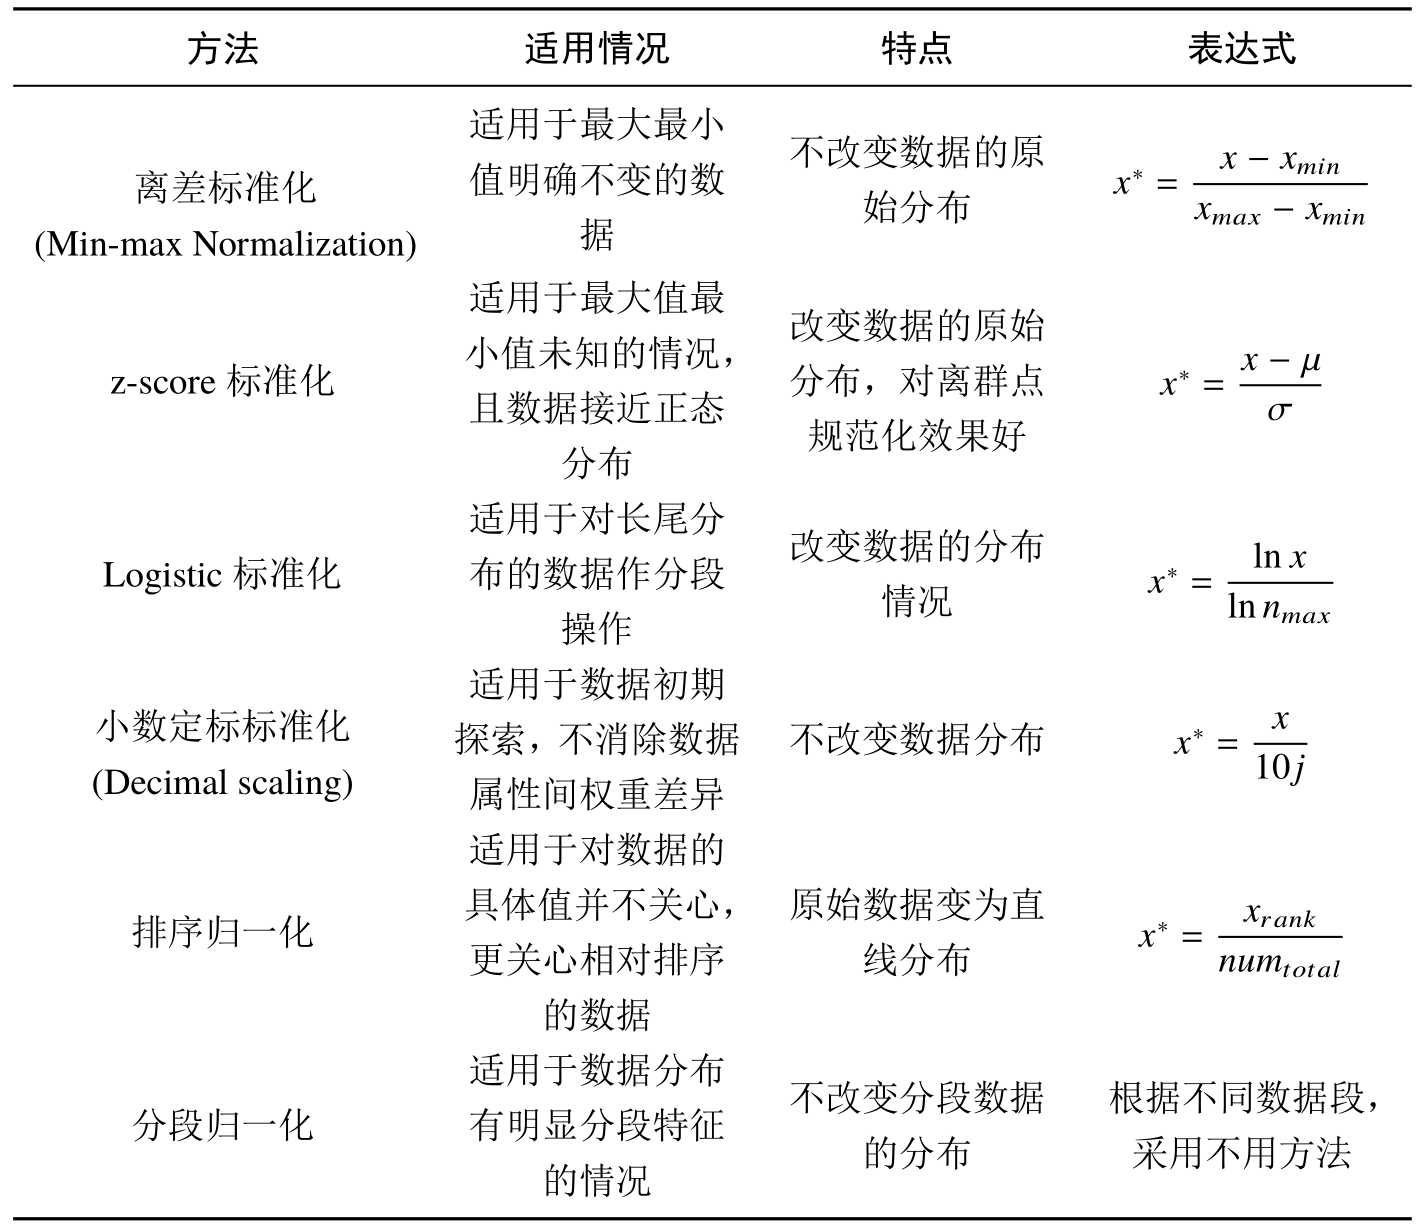 方法 适用情况 特点 表达式
离差标准化
(Min-max Normalization)
适用于最大最小
值明确不变的数
据
不改变数据的原
始分布
x* = (x − x_min)/(x_max − x_min)
z-score 标准化
适用于最大值最
小值未知的情况，
且数据接近正态
分布
改变数据的原始
分布，对离群点
规范化效果好
x* = (x − μ)/σ
Logistic 标准化
适用于对长尾分
布的数据作分段
操作
改变数据的分布
情况
x* = ln x/ln n_max
小数定标标准化
(Decimal scaling)
适用于数据初期
探索，不消除数据
属性间权重差异
不改变数据分布
x* = x/10j
排序归一化
适用于对数据的
具体值并不关心，
更关心相对排序
的数据
原始数据变为直
线分布
x* = x_rank/num_total
分段归一化
适用于数据分布
有明显分段特征
的情况
不改变分段数据
的分布
根据不同数据段，
采用不用方法